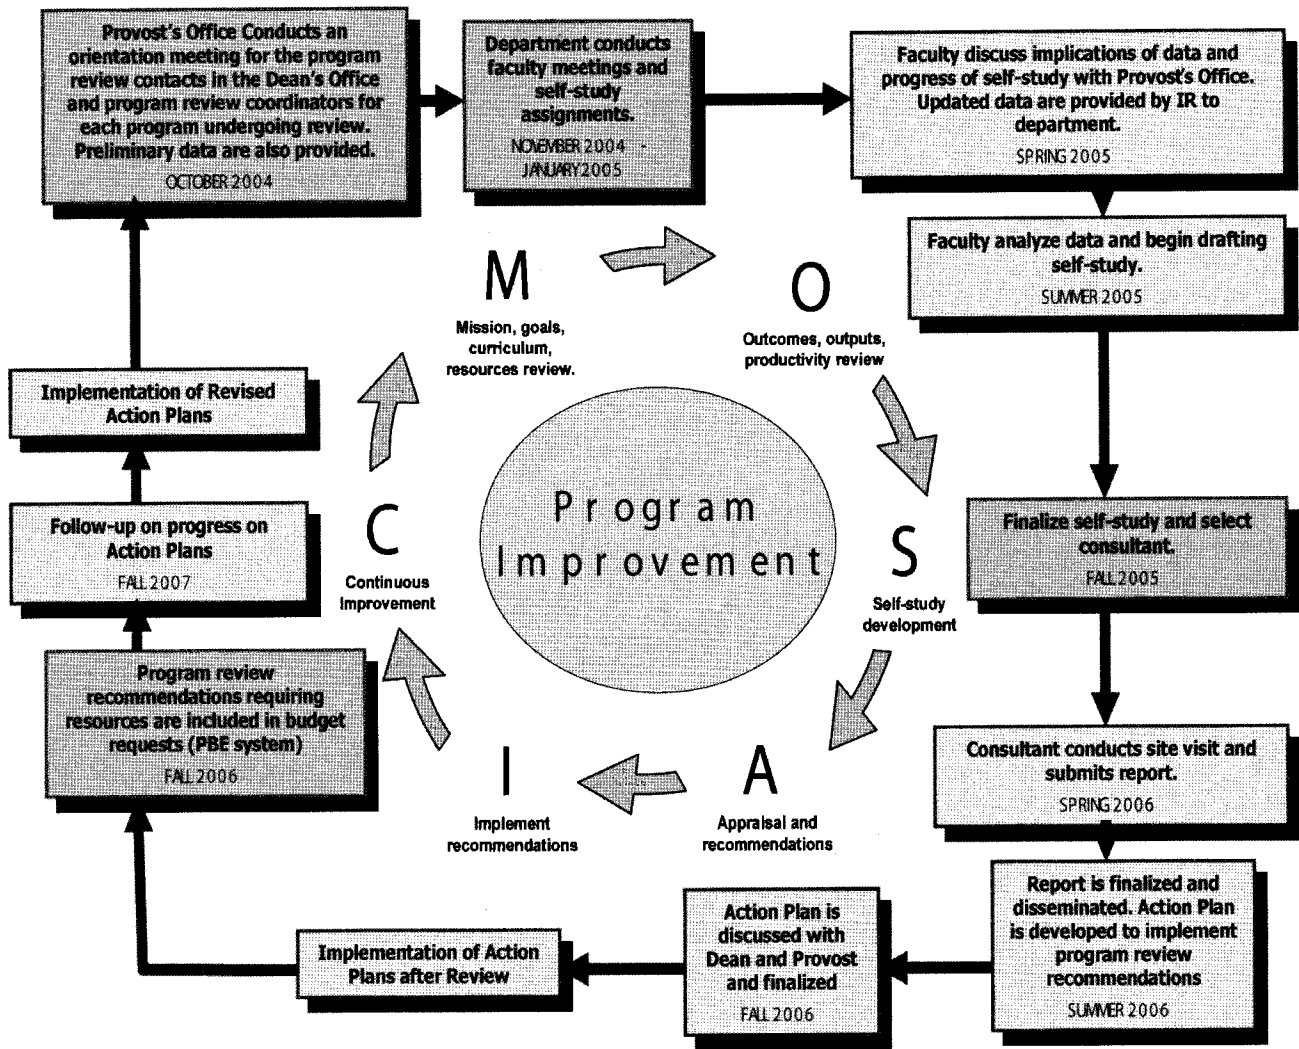 Provost's Office Conducts an
orientation meeting for the program
review contacts in the Dean's Office
and program review coordinators for
each program undergoing review.
Preliminary data are also provided.
OCTOBER 2004
Department conducts
faculty meetings and
self-study
assignments.
NOVEMBER 2004 -
JANUARY 2005
Faculty discuss implications of data and
progress of self-study with Provost's Office.
Updated data are provided by IR to
department.
SPRING 2005
Faculty analyze data and begin drafting
self-study.
SUMMER 2005
Finalize self-study and select
consultant.
FALL 2005
Consultant conducts site visit and
submits report.
SPRING 2006
Report is finalized and
disseminated. Action Plan
is developed to implement
program review
recommendations
SUMMER 2006
Action Plan is
discussed with
Dean and Provost
and finalized
FALL 2006
Implementation of Action
Plans after Review
Program review
recommendations requiring
resources are included in budget
requests (PBE system)
FALL 2006
Follow-up on progress on
Action Plans
FALL 2007
Implementation of Revised
Action Plans
M
Mission, goals,
curriculum,
resources review.
O
Outcomes, outputs,
productivity review
S
Self-study
development
A
Appraisal and
recommendations
I
Implement
recommendations
C
Continuous
Improvement
Program
Improvement